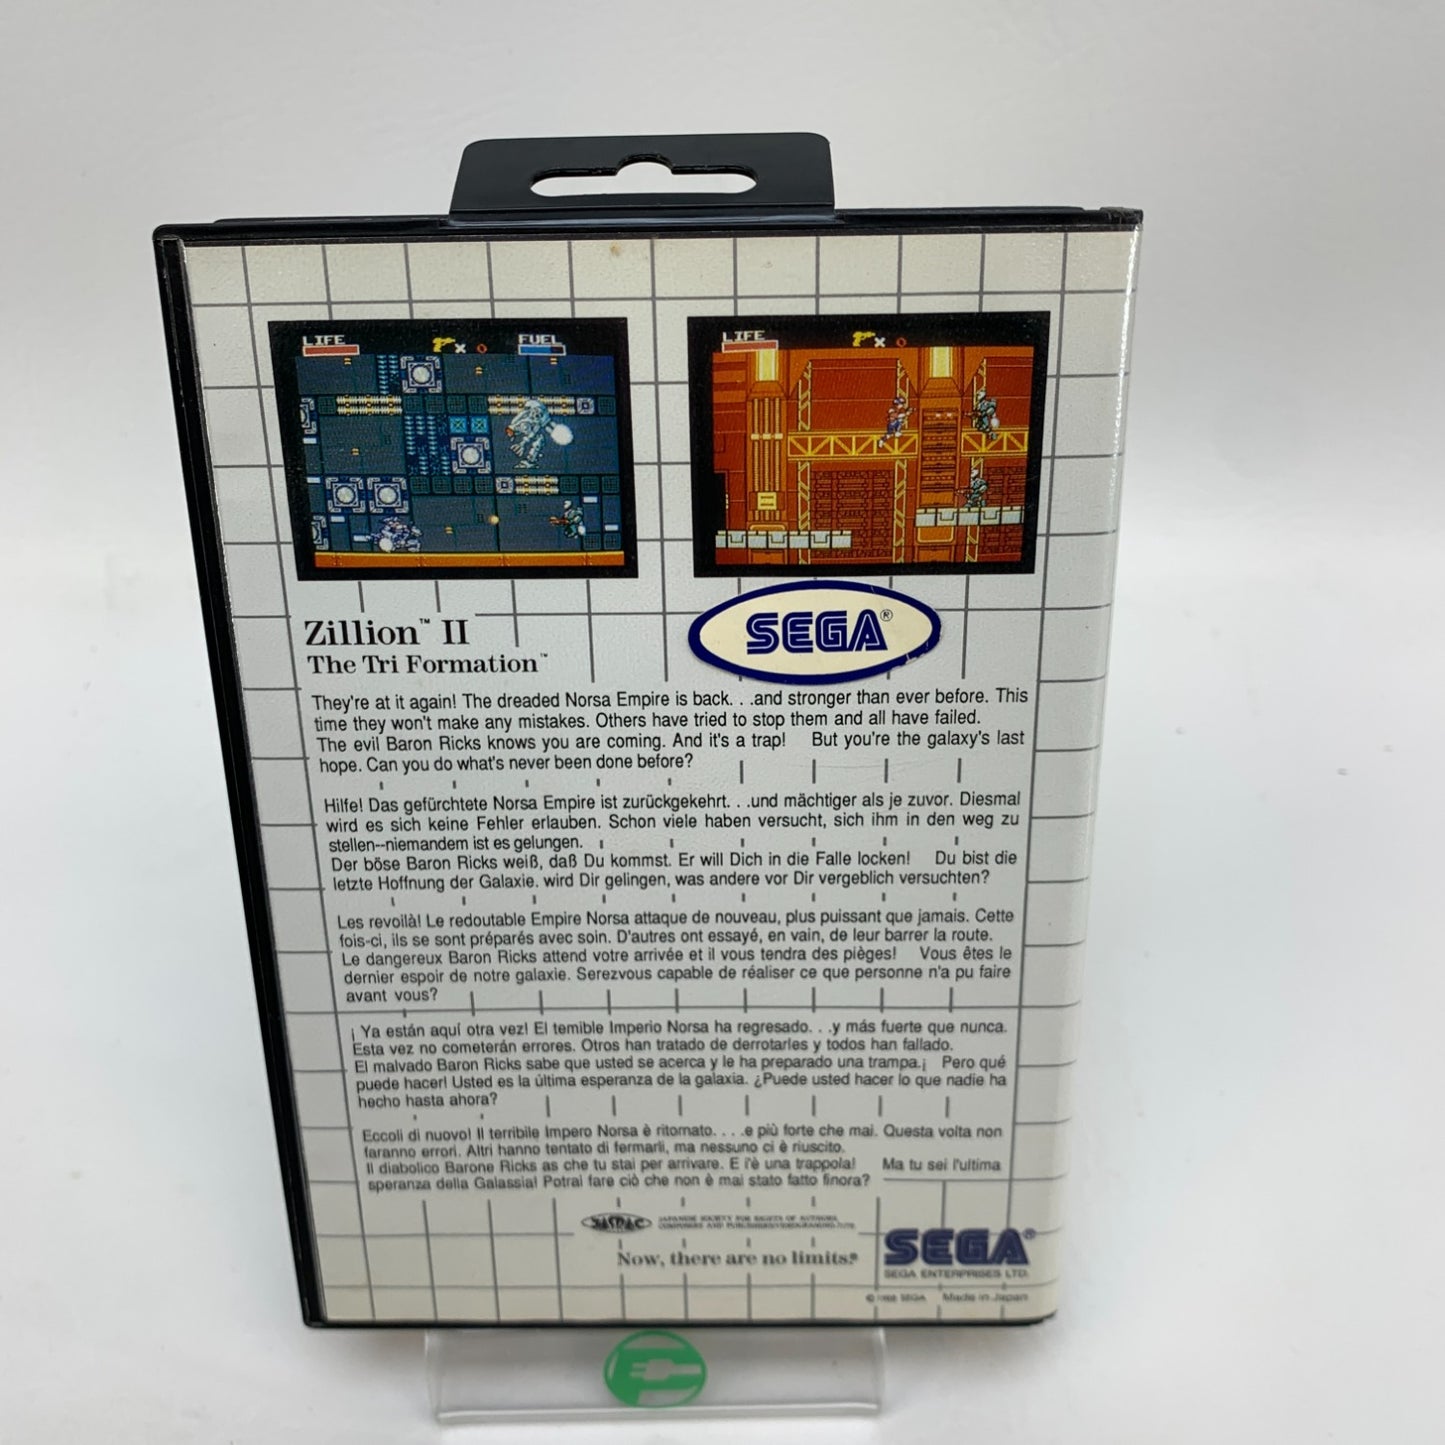 LIFE
x 0
FUEL
LIFE
x 0
Zillion™ II
The Tri Formation™
SEGA®
They're at it again! The dreaded Norsa Empire is back. . .and stronger than ever before. This
time they won't make any mistakes. Others have tried to stop them and all have failed.
The evil Baron Ricks knows you are coming. And it's a trap! But you're the galaxy's last
hope. Can you do what's never been done before?
Hilfe! Das gefürchtete Norsa Empire ist zurückgekehrt. . .und mächtiger als je zuvor. Diesmal
wird es sich keine Fehler erlauben. Schon viele haben versucht, sich ihm in den weg zu
stellen--niemandem ist es gelungen.
Der böse Baron Ricks weiß, daß Du kommst. Er will Dich in die Falle locken! Du bist die
letzte Hoffnung der Galaxie. wird Dir gelingen, was andere vor Dir vergeblich versuchten?
Les revoilà! Le redoutable Empire Norsa attaque de nouveau, plus puissant que jamais. Cette
fois-ci, ils se sont préparés avec soin. D'autres ont essayé, en vain, de leur barrer la route.
Le dangereux Baron Ricks attend votre arrivée et il vous tendra des pièges! Vous êtes le
dernier espoir de notre galaxie. Serezvous capable de réaliser ce que personne n'a pu faire
avant vous?
¡ Ya están aquí otra vez! El temible Imperio Norsa ha regresado. . .y más fuerte que nunca.
Esta vez no cometerán errores. Otros han tratado de derrotarles y todos han fallado.
El malvado Baron Ricks sabe que usted se acerca y le ha preparado una trampa.¡ Pero qué
puede hacer! Usted es la última esperanza de la galaxia. ¿Puede usted hacer lo que nadie ha
hecho hasta ahora?
Eccoli di nuovo! Il terribile Impero Norsa è ritornato. . . .e più forte che mai. Questa volta non
faranno errori. Altri hanno tentato di fermarli, ma nessuno ci è riuscito.
Il diabolico Barone Ricks as che tu stai per arrivare. E l'è una trappola! Ma tu sei l'ultima
speranza della Galassia! Potrai fare ciò che non è mai stato fatto finora?
JASRAC
JAPANESE SOCIETY FOR RIGHTS OF AUTHORS,
COMPOSERS AND PUBLISHERS
Now, there are no limits.®
SEGA®
SEGA ENTERPRISES LTD.
© 1988 SEGA Made in Japan